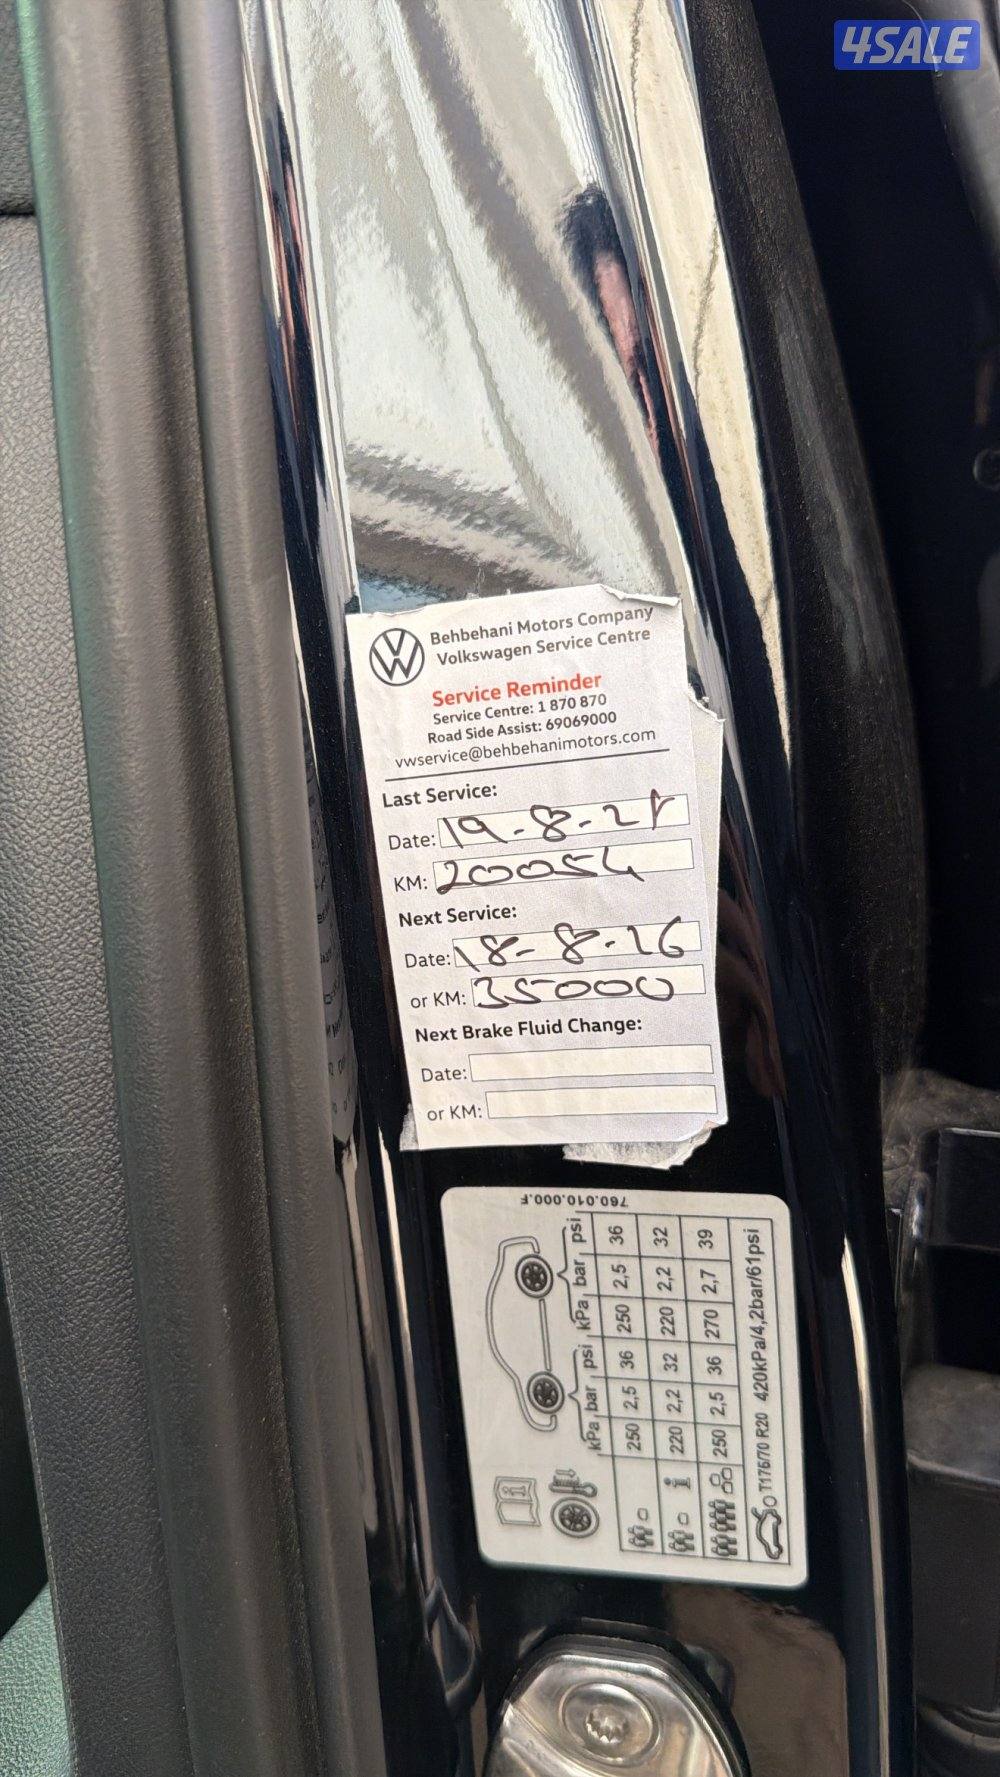 4SALE
Behbehani Motors Company
Volkswagen Service Centre
Service Reminder
Service Centre: 1 870 870
Road Side Assist: 69069000
vwservice@behbehanimotors.com
Last Service:
Date: 19-8-25
KM: 20054
Next Service:
Date: 18-8-26
or KM: 35000
Next Brake Fluid Change:
Date:
or KM:
760.010.000.F
kPa bar psi kPa bar psi
250 2,5 36 250 2,5 36
220 2,2 32 220 2,2 32
250 2,5 36 270 2,7 39
T175/70 R20 420kPa/4,2bar/61psi